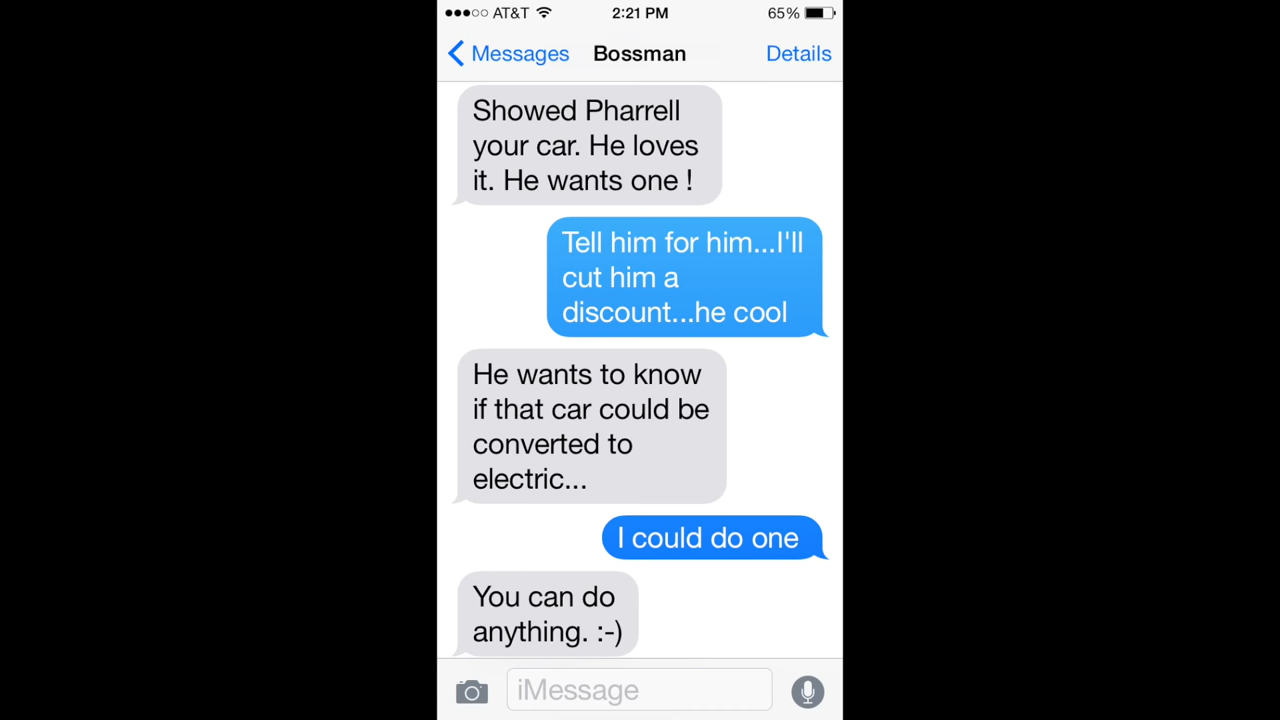 AT&T 2:21 PM 65%
Messages Bossman Details
Showed Pharrell
your car. He loves
it. He wants one !
Tell him for him...I'll
cut him a
discount...he cool
He wants to know
if that car could be
converted to
electric...
I could do one
You can do
anything. :-)
iMessage